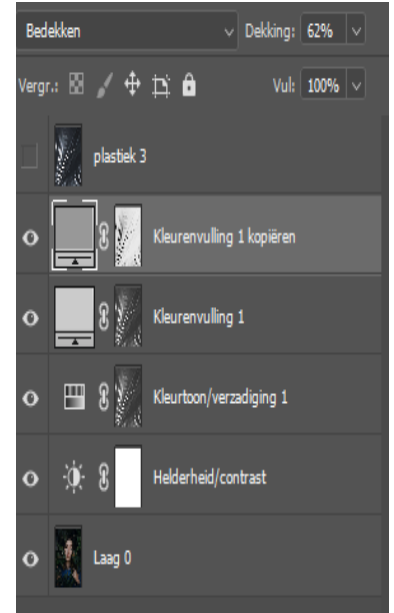 Bedekken Dekking: 62%
Vergr.: Vul: 100%
plastiek 3
Kleurenvulling 1 kopiëren
Kleurenvulling 1
Kleurtoon/verzadiging 1
Helderheid/contrast
Laag 0